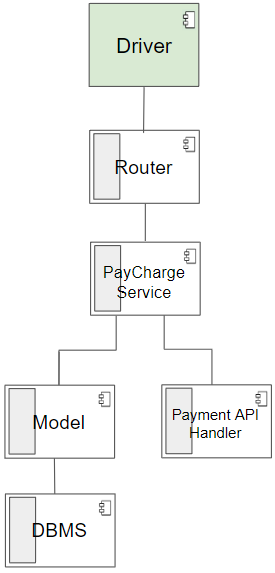 Driver
Router
PayCharge
Service
Model
Payment API
Handler
DBMS